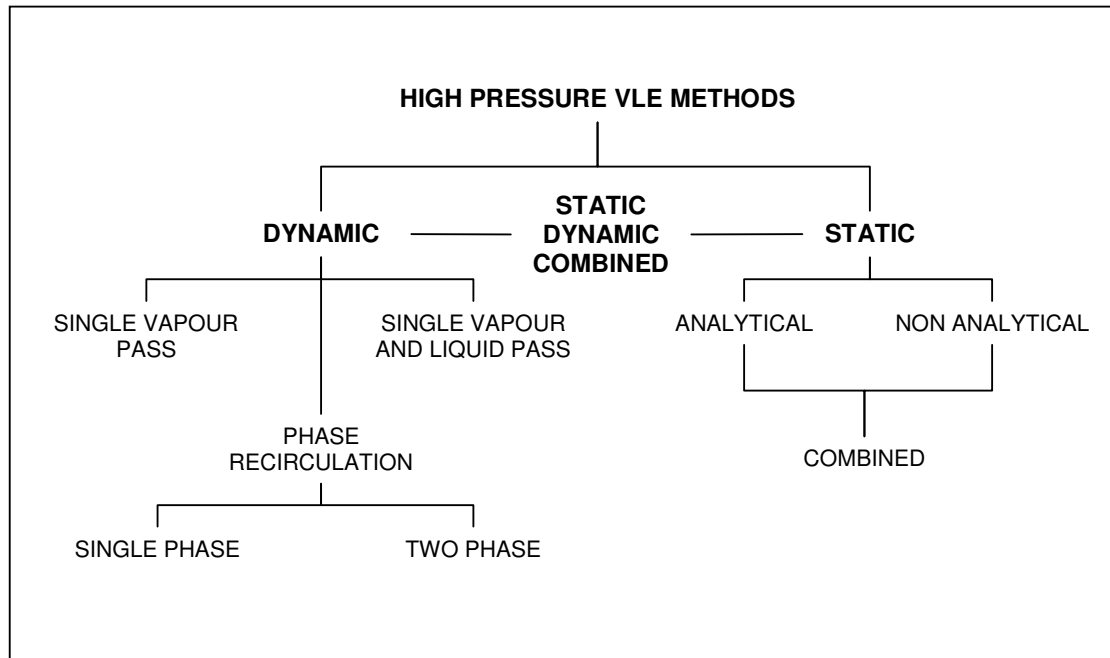 HIGH PRESSURE VLE METHODS
DYNAMIC
STATIC
DYNAMIC
COMBINED
STATIC
SINGLE VAPOUR
PASS
SINGLE VAPOUR
AND LIQUID PASS
ANALYTICAL
NON ANALYTICAL
PHASE
RECIRCULATION
COMBINED
SINGLE PHASE
TWO PHASE